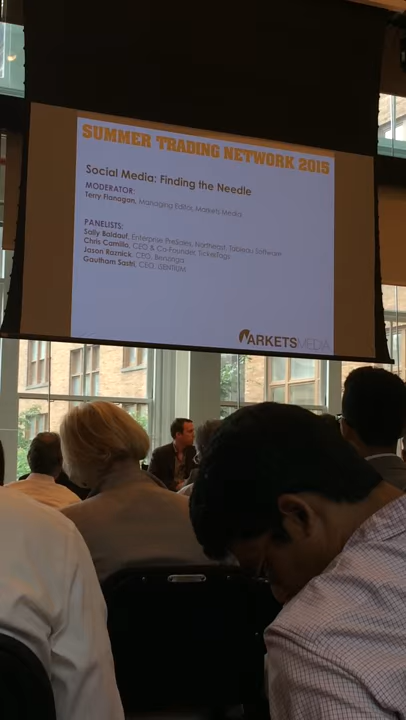 SUMMER TRADING NETWORK 2015
Social Media: Finding the Needle
MODERATOR:
Terry Flanagan, Managing Editor, Markets Media
PANELISTS:
Sally Baldauf, Enterprise PreSales, Northeast, Tableau Software
Chris Camillo, CEO & Co-Founder, TickerTags
Jason Raznick, CEO, Benzinga
Gautham Sastri, CEO, iSENTIUM
MARKETSMEDIA